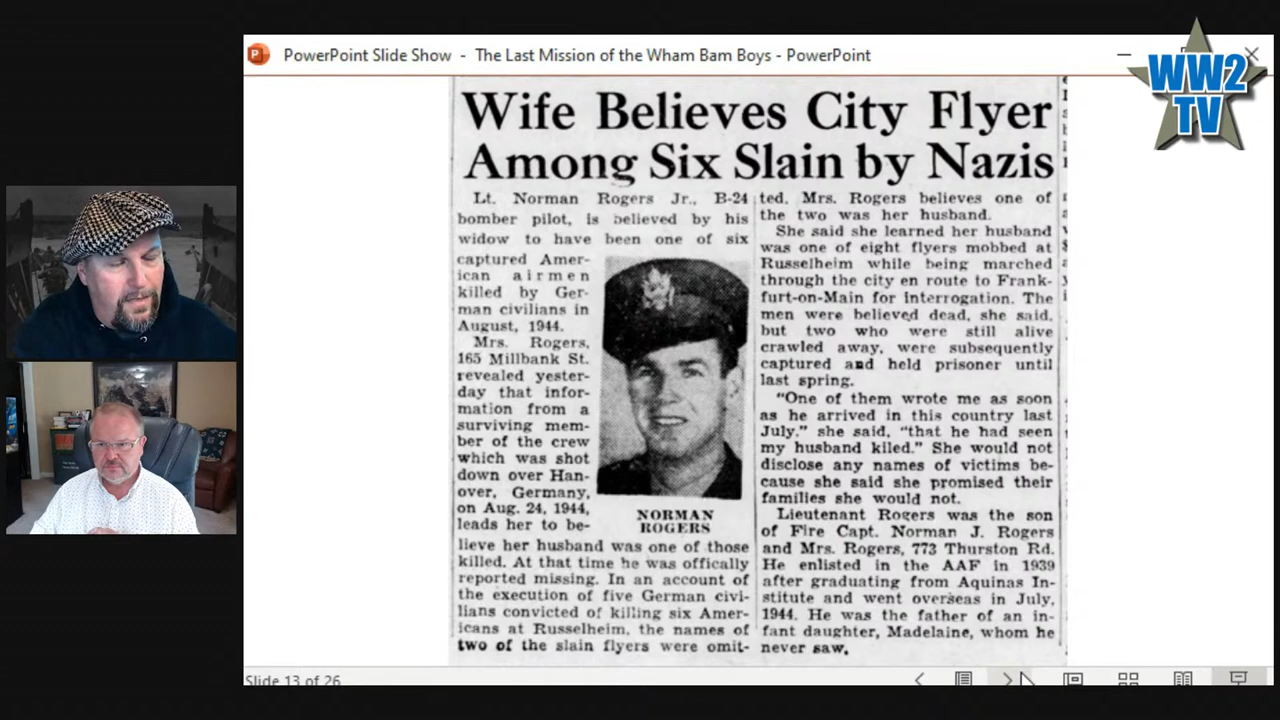 PowerPoint Slide Show - The Last Mission of the Wham Bam Boys - PowerPoint
WW2
TV
Wife Believes City Flyer
Among Six Slain by Nazis
Lt. Norman Rogers Jr., B-24
bomber pilot, is believed by his
widow to have been one of six
captured Amer-
ican airmen
killed by Ger-
man civilians in
August, 1944.
Mrs. Rogers,
165 Millbank St.
revealed yester-
day that infor-
mation from a
surviving mem-
ber of the crew
which was shot
down over Han-
over, Germany,
on Aug. 24, 1944,
leads her to be-
NORMAN
ROGERS
lieve her husband was one of those
killed. At that time he was offically
reported missing. In an account of
the execution of five German civi-
lians convicted of killing six Amer-
icans at Russelheim, the names of
two of the slain flyers were omit-
ted, Mrs. Rogers believes one of
the two was her husband.
She said she learned her husband
was one of eight flyers mobbed at
Russelheim while being marched
through the city en route to Frank-
furt-on-Main for interrogation. The
men were believed dead, she said,
but two who were still alive
crawled away, were subsequently
captured and held prisoner until
last spring.
"One of them wrote me as soon
as he arrived in this country last
July," she said, "that he had seen
my husband kiled." She would not
disclose any names of victims be-
cause she said she promised their
families she would not.
Lieutenant Rogers was the son
of Fire Capt. Norman J. Rogers
and Mrs. Rogers, 773 Thurston Rd.
He enlisted in the AAF in 1939
after graduating from Aquinas In-
stitute and went overseas in July,
1944. He was the father of an in-
fant daughter, Madelaine, whom he
never saw.
Slide 13 of 26